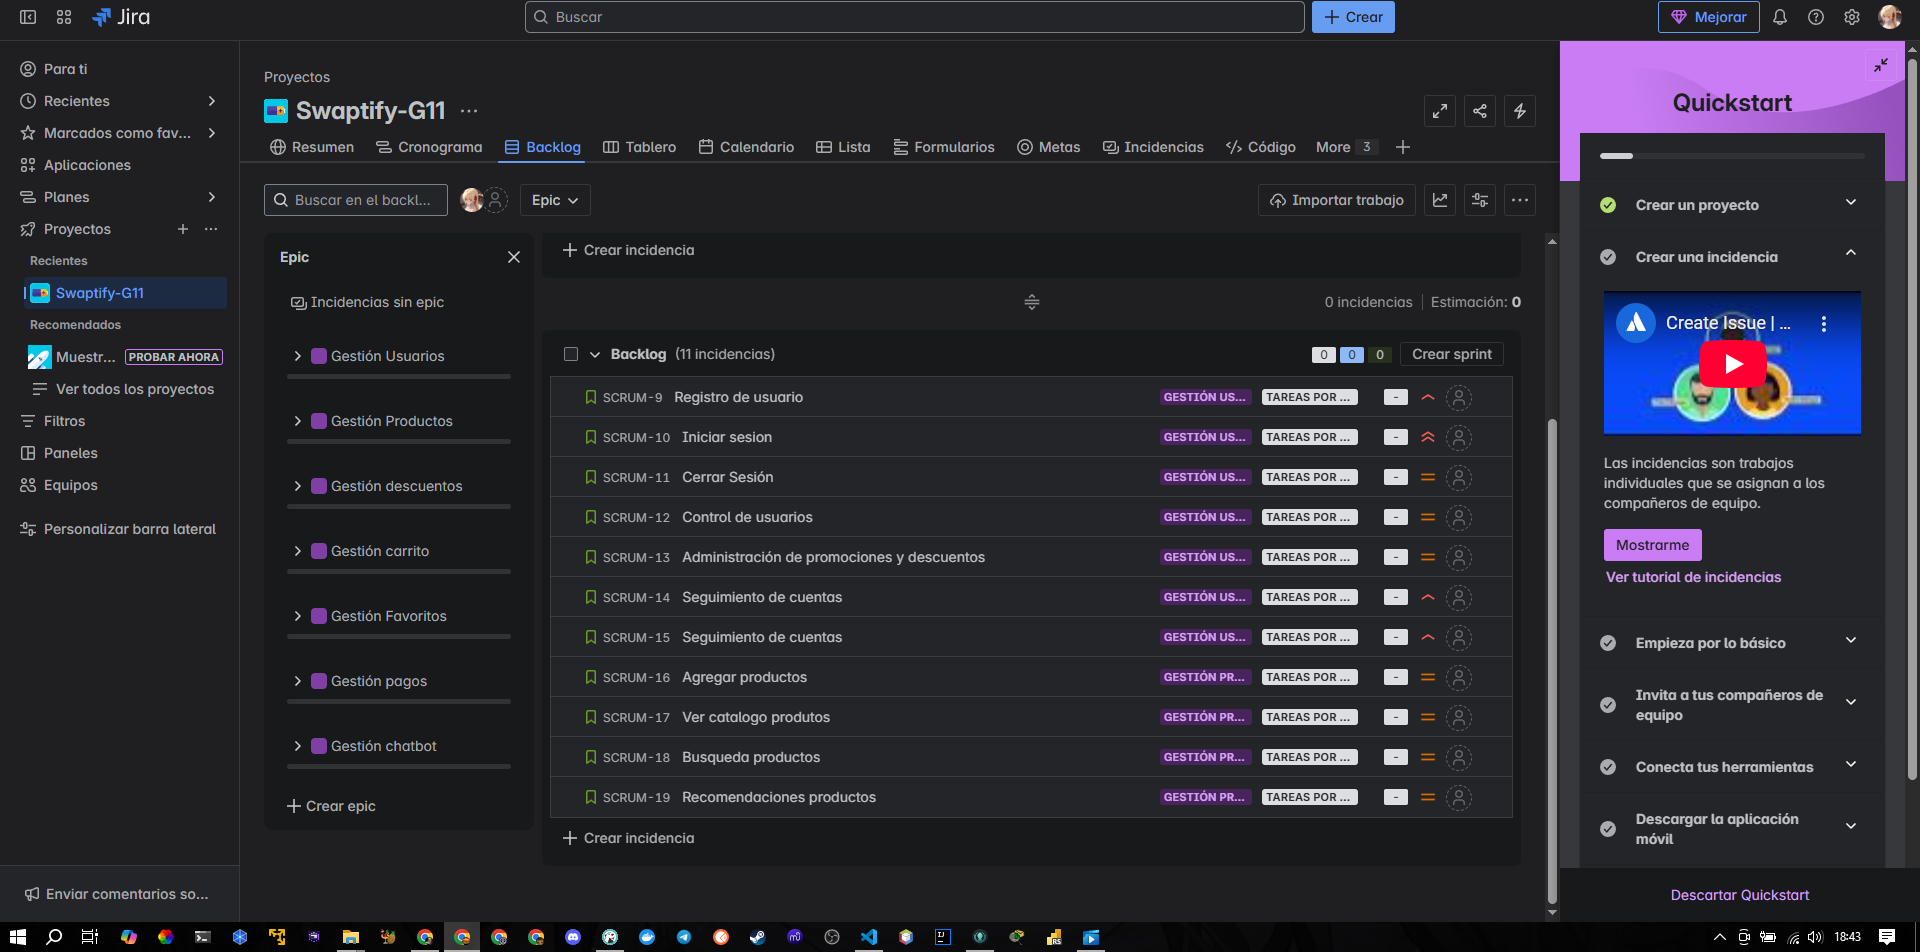 Jira
Buscar
Crear
Mejorar
Para ti
Recientes
Marcados como fav...
Aplicaciones
Planes
Proyectos
Recientes
Swaptify-G11
Recomendados
Muestr... PROBAR AHORA
Ver todos los proyectos
Filtros
Paneles
Equipos
Personalizar barra lateral
Enviar comentarios so...
Proyectos
Swaptify-G11
Resumen Cronograma Backlog Tablero Calendario Lista Formularios Metas Incidencias Código More 3
Buscar en el backl...
Epic
Importar trabajo
Epic
Incidencias sin epic
Gestión Usuarios
Gestión Productos
Gestión descuentos
Gestión carrito
Gestión Favoritos
Gestión pagos
Gestión chatbot
Crear epic
Crear incidencia
0 incidencias Estimación: 0
Backlog (11 incidencias) 0 0 0 Crear sprint
SCRUM-9 Registro de usuario GESTIÓN US... TAREAS POR ... -
SCRUM-10 Iniciar sesion GESTIÓN US... TAREAS POR ... -
SCRUM-11 Cerrar Sesión GESTIÓN US... TAREAS POR ... -
SCRUM-12 Control de usuarios GESTIÓN US... TAREAS POR ... -
SCRUM-13 Administración de promociones y descuentos GESTIÓN US... TAREAS POR ... -
SCRUM-14 Seguimiento de cuentas GESTIÓN US... TAREAS POR ... -
SCRUM-15 Seguimiento de cuentas GESTIÓN US... TAREAS POR ... -
SCRUM-16 Agregar productos GESTIÓN PR... TAREAS POR ... -
SCRUM-17 Ver catalogo produtos GESTIÓN PR... TAREAS POR ... -
SCRUM-18 Busqueda productos GESTIÓN PR... TAREAS POR ... -
SCRUM-19 Recomendaciones productos GESTIÓN PR... TAREAS POR ... -
Crear incidencia
Quickstart
Crear un proyecto
Crear una incidencia
Create Issue | ...
Las incidencias son trabajos
individuales que se asignan a los
compañeros de equipo.
Mostrarme
Ver tutorial de incidencias
Empieza por lo básico
Invita a tus compañeros de
equipo
Conecta tus herramientas
Descargar la aplicación
móvil
Descartar Quickstart
18:43